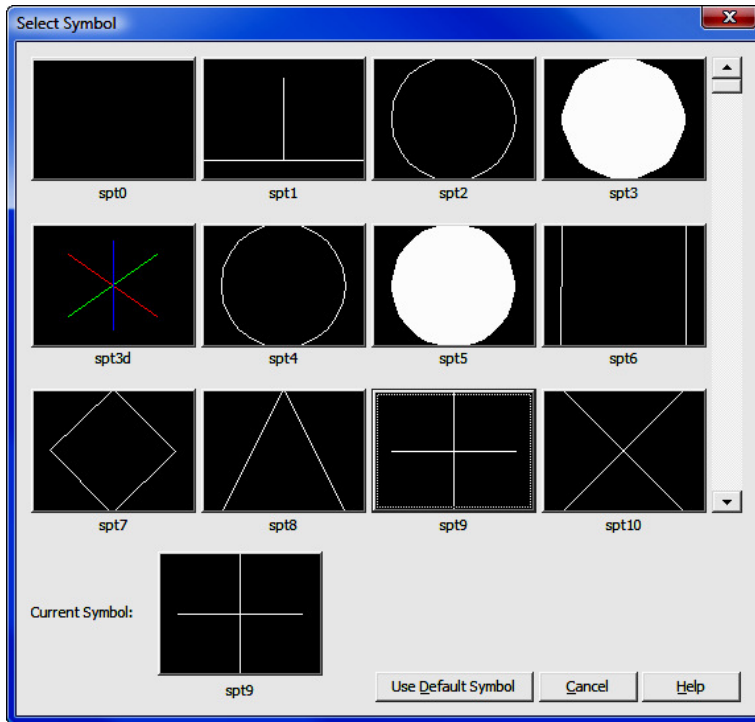 Select Symbol
spt0 spt1 spt2 spt3
spt3d spt4 spt5 spt6
spt7 spt8 spt9 spt10
Current Symbol:
spt9
Use Default Symbol Cancel Help